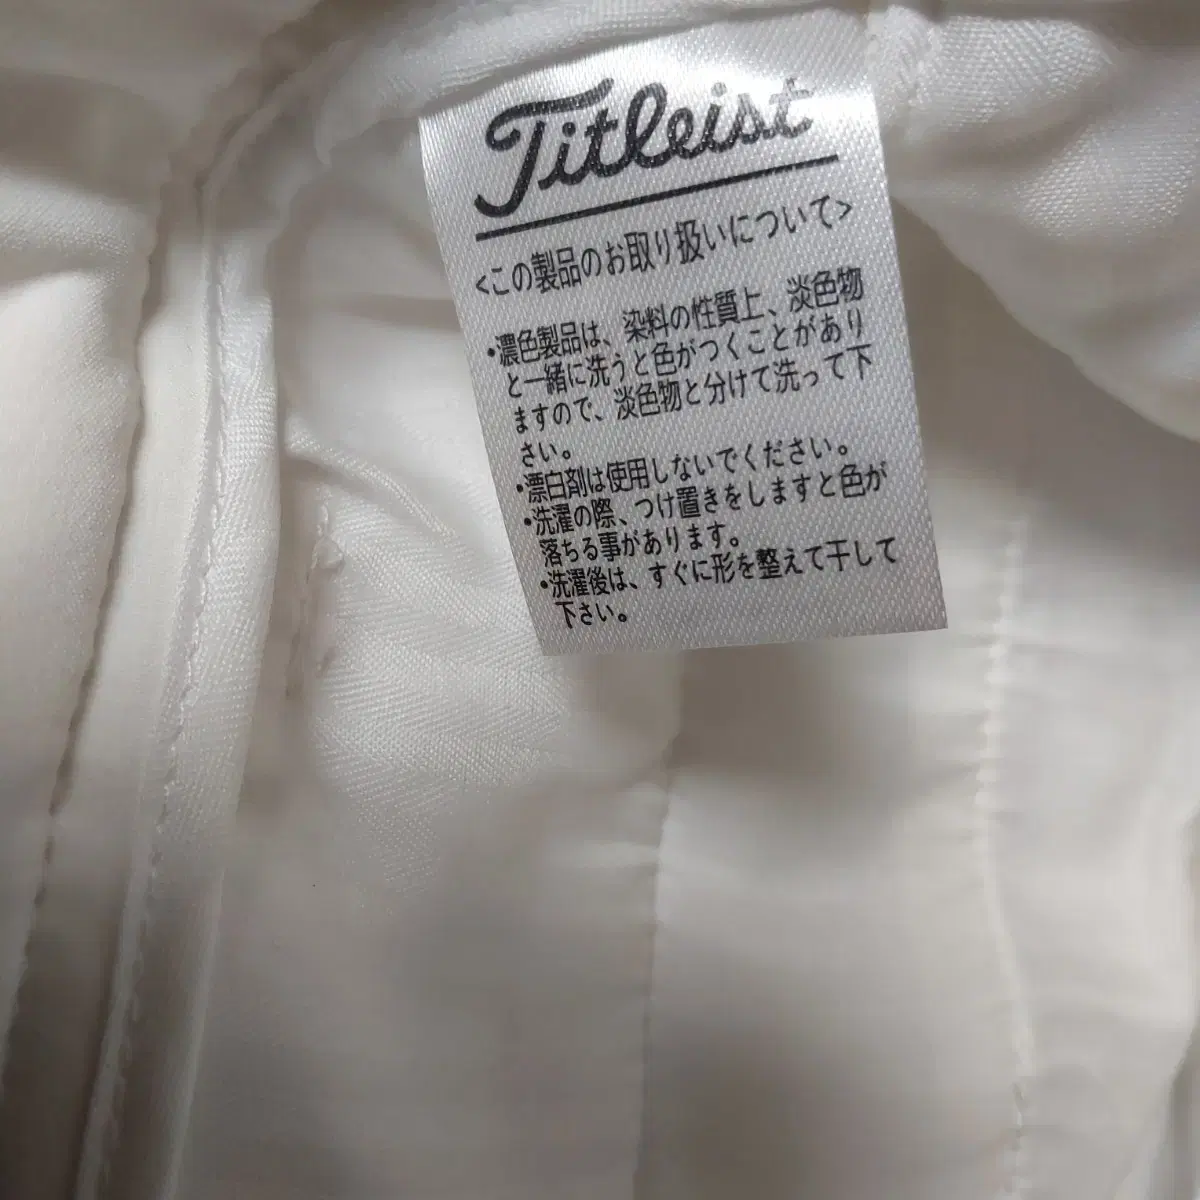 Titleist
<この製品のお取り扱いについて>
・濃色製品は、染料の性質上、淡色物
と一緒に洗うと色がつくことがあり
ますので、淡色物と分けて洗って下
さい。
・漂白剤は使用しないでください。
・洗濯の際、つけ置きをしますと色が
落ちる事があります。
・洗濯後は、すぐに形を整えて干して
下さい。